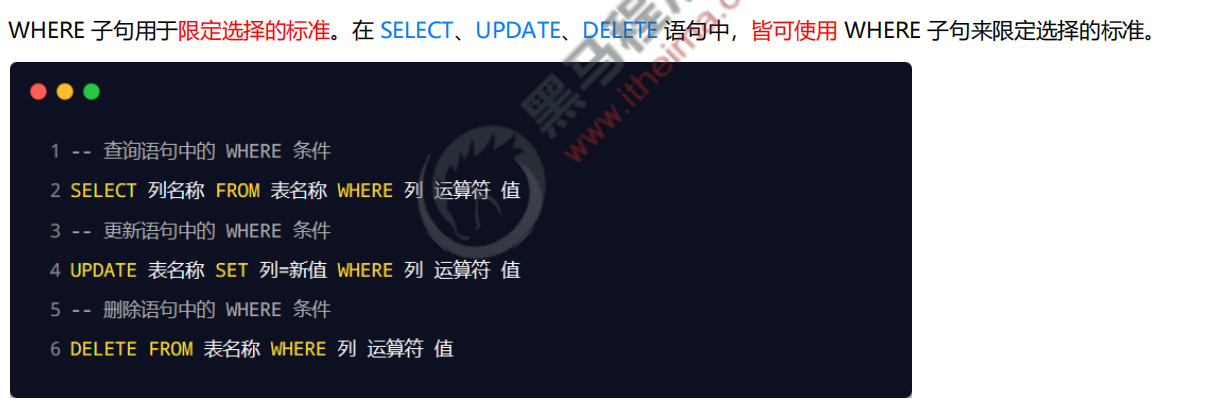 WHERE 子句用于限定选择的标准。在 SELECT、UPDATE、DELETE 语句中，皆可使用 WHERE 子句来限定选择的标准。
黑马程
www.itheima.c
1 -- 查询语句中的 WHERE 条件
2 SELECT 列名称 FROM 表名称 WHERE 列 运算符 值
3 -- 更新语句中的 WHERE 条件
4 UPDATE 表名称 SET 列=新值 WHERE 列 运算符 值
5 -- 删除语句中的 WHERE 条件
6 DELETE FROM 表名称 WHERE 列 运算符 值